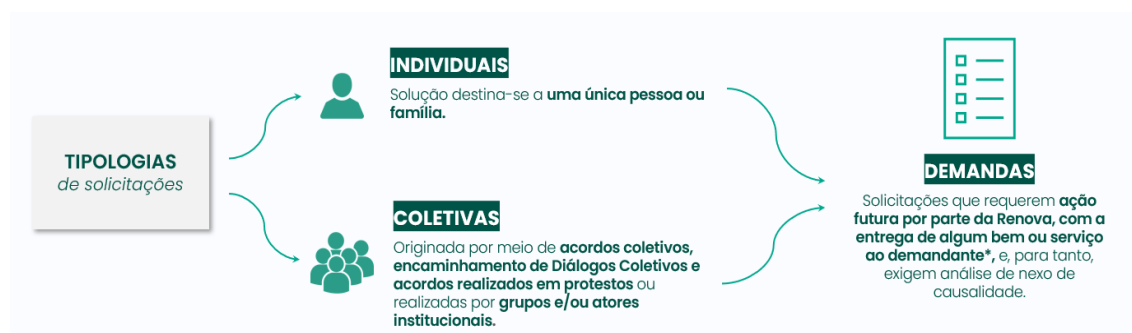 TIPOLOGIAS
de solicitações
INDIVIDUAIS
Solução destina-se a uma única pessoa ou
família.
COLETIVAS
Originada por meio de acordos coletivos,
encaminhamento de Diálogos Coletivos e
acordos realizados em protestos ou
realizadas por grupos e/ou atores
institucionais.
DEMANDAS
Solicitações que requerem ação
futura por parte da Renova, com a
entrega de algum bem ou serviço
ao demandante*, e, para tanto,
exigem análise de nexo de
causalidade.